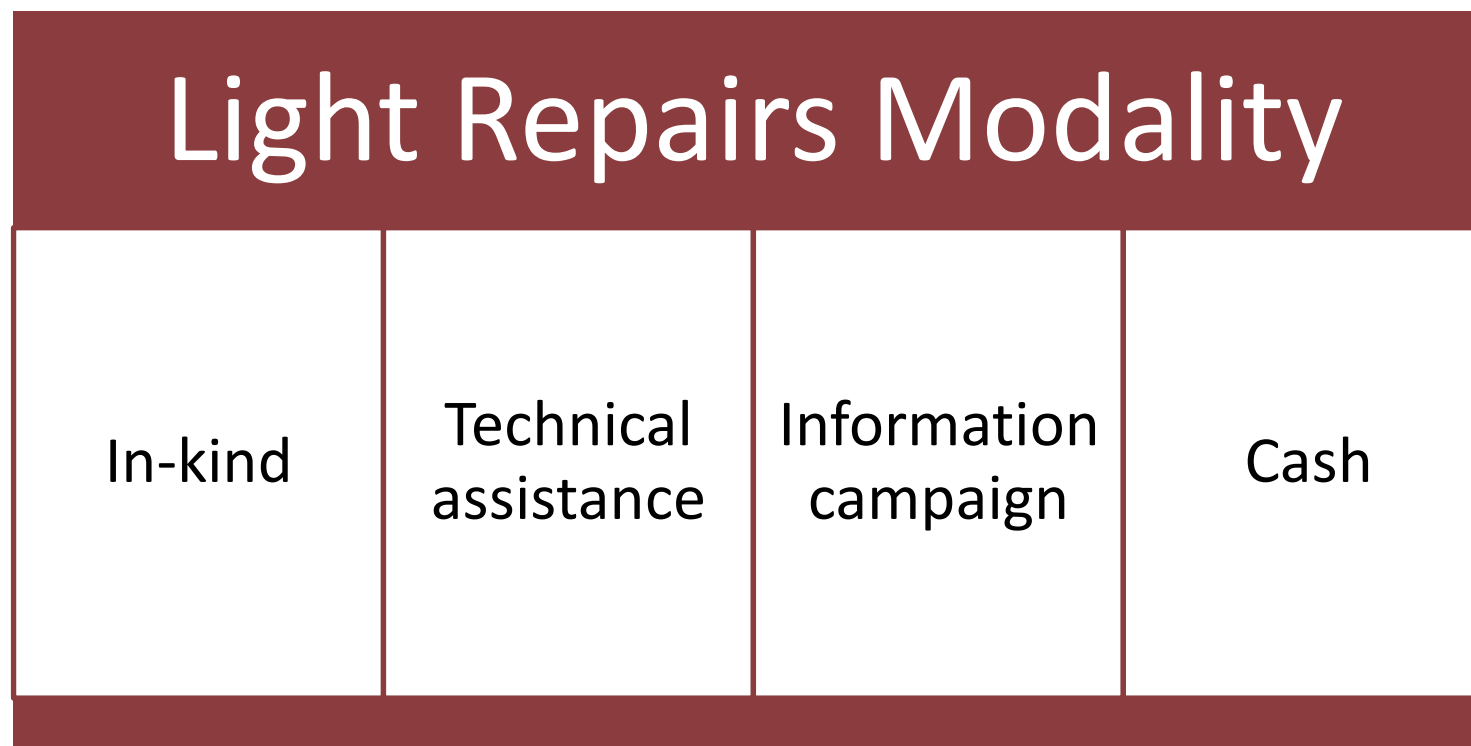 Light Repairs Modality
In-kind
Technical
assistance
Information
campaign
Cash